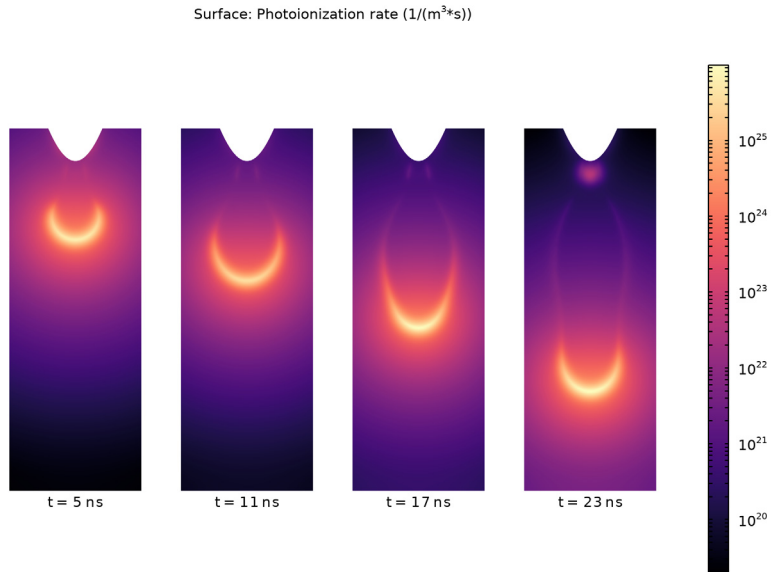 Surface: Photoionization rate (1/(m³*s))
10²⁵
10²⁴
10²³
10²²
10²¹
10²⁰
t = 5 ns
t = 11 ns
t = 17 ns
t = 23 ns